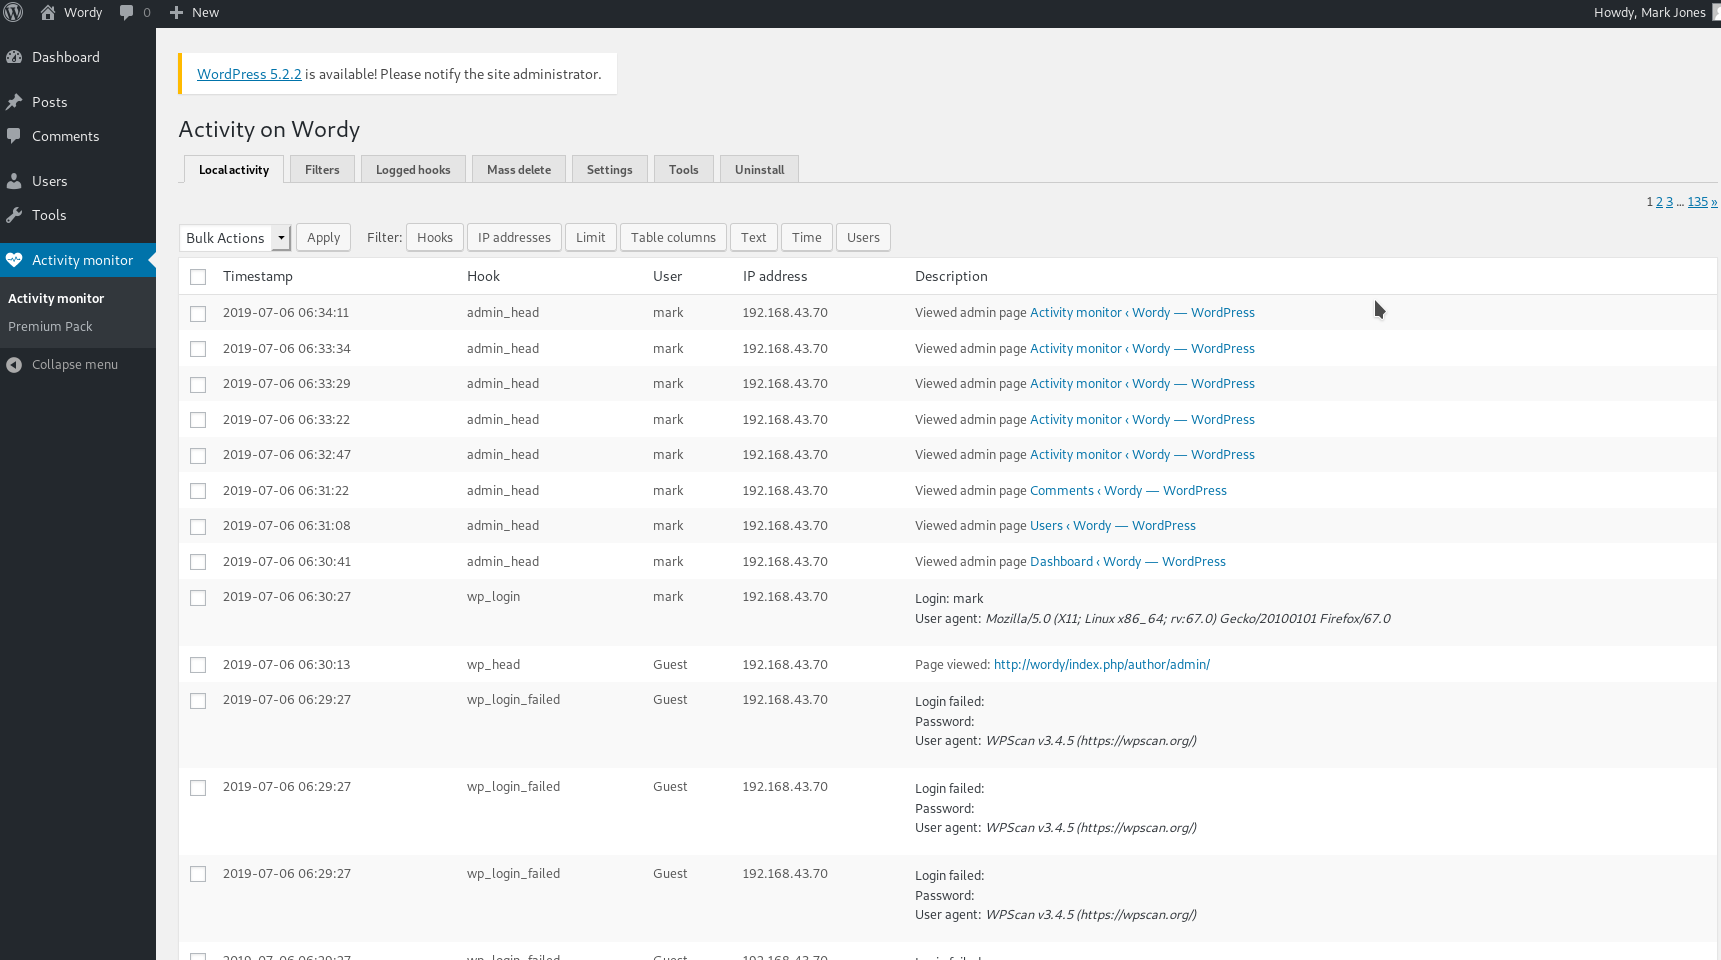 Wordy 0 New Howdy, Mark Jones
Dashboard
Posts
Comments
Users
Tools
Activity monitor
Activity monitor
Premium Pack
Collapse menu
WordPress 5.2.2 is available! Please notify the site administrator.
Activity on Wordy
Local activity Filters Logged hooks Mass delete Settings Tools Uninstall
1 2 3 … 135 »
Bulk Actions Apply Filter: Hooks IP addresses Limit Table columns Text Time Users
Timestamp Hook User IP address Description
2019-07-06 06:34:11 admin_head mark 192.168.43.70 Viewed admin page Activity monitor ‹ Wordy — WordPress
2019-07-06 06:33:34 admin_head mark 192.168.43.70 Viewed admin page Activity monitor ‹ Wordy — WordPress
2019-07-06 06:33:29 admin_head mark 192.168.43.70 Viewed admin page Activity monitor ‹ Wordy — WordPress
2019-07-06 06:33:22 admin_head mark 192.168.43.70 Viewed admin page Activity monitor ‹ Wordy — WordPress
2019-07-06 06:32:47 admin_head mark 192.168.43.70 Viewed admin page Activity monitor ‹ Wordy — WordPress
2019-07-06 06:31:22 admin_head mark 192.168.43.70 Viewed admin page Comments ‹ Wordy — WordPress
2019-07-06 06:31:08 admin_head mark 192.168.43.70 Viewed admin page Users ‹ Wordy — WordPress
2019-07-06 06:30:41 admin_head mark 192.168.43.70 Viewed admin page Dashboard ‹ Wordy — WordPress
2019-07-06 06:30:27 wp_login mark 192.168.43.70 Login: mark
User agent: Mozilla/5.0 (X11; Linux x86_64; rv:67.0) Gecko/20100101 Firefox/67.0
2019-07-06 06:30:13 wp_head Guest 192.168.43.70 Page viewed: http://wordy/index.php/author/admin/
2019-07-06 06:29:27 wp_login_failed Guest 192.168.43.70 Login failed:
Password:
User agent: WPScan v3.4.5 (https://wpscan.org/)
2019-07-06 06:29:27 wp_login_failed Guest 192.168.43.70 Login failed:
Password:
User agent: WPScan v3.4.5 (https://wpscan.org/)
2019-07-06 06:29:27 wp_login_failed Guest 192.168.43.70 Login failed:
Password:
User agent: WPScan v3.4.5 (https://wpscan.org/)